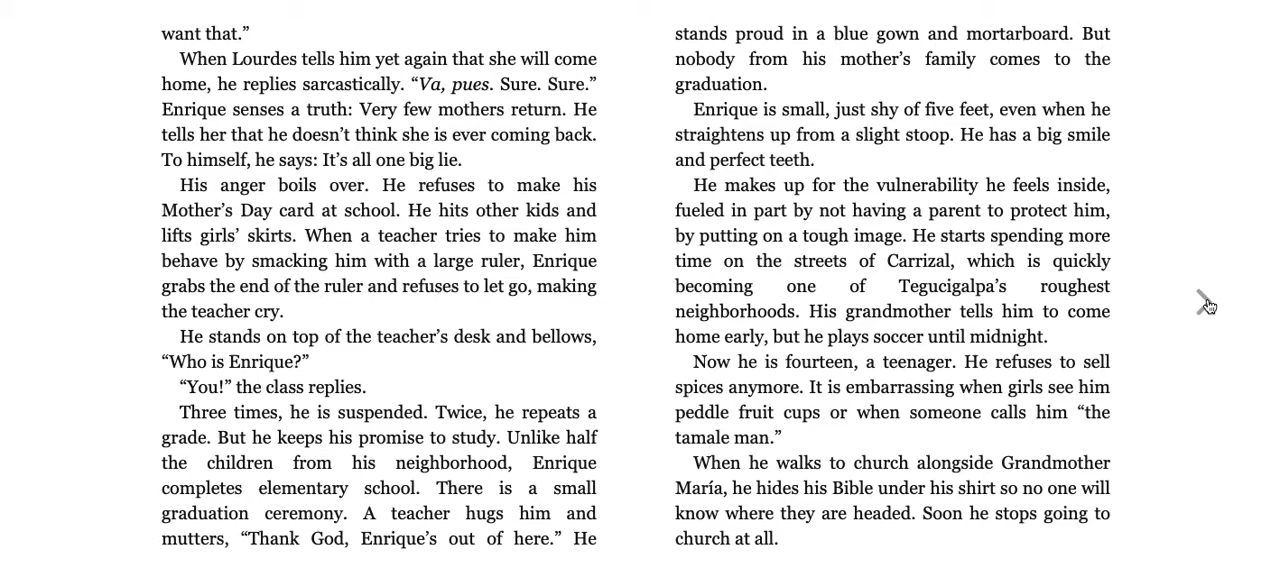 want that.”
When Lourdes tells him yet again that she will come
home, he replies sarcastically. “Va, pues. Sure. Sure.”
Enrique senses a truth: Very few mothers return. He
tells her that he doesn’t think she is ever coming back.
To himself, he says: It’s all one big lie.
His anger boils over. He refuses to make his
Mother’s Day card at school. He hits other kids and
lifts girls’ skirts. When a teacher tries to make him
behave by smacking him with a large ruler, Enrique
grabs the end of the ruler and refuses to let go, making
the teacher cry.
He stands on top of the teacher’s desk and bellows,
“Who is Enrique?”
“You!” the class replies.
Three times, he is suspended. Twice, he repeats a
grade. But he keeps his promise to study. Unlike half
the children from his neighborhood, Enrique
completes elementary school. There is a small
graduation ceremony. A teacher hugs him and
mutters, “Thank God, Enrique’s out of here.” He
stands proud in a blue gown and mortarboard. But
nobody from his mother’s family comes to the
graduation.
Enrique is small, just shy of five feet, even when he
straightens up from a slight stoop. He has a big smile
and perfect teeth.
He makes up for the vulnerability he feels inside,
fueled in part by not having a parent to protect him,
by putting on a tough image. He starts spending more
time on the streets of Carrizal, which is quickly
becoming one of Tegucigalpa’s roughest
neighborhoods. His grandmother tells him to come
home early, but he plays soccer until midnight.
Now he is fourteen, a teenager. He refuses to sell
spices anymore. It is embarrassing when girls see him
peddle fruit cups or when someone calls him “the
tamale man.”
When he walks to church alongside Grandmother
María, he hides his Bible under his shirt so no one will
know where they are headed. Soon he stops going to
church at all.